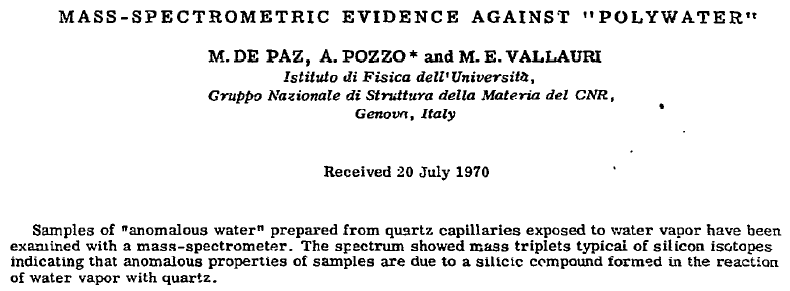 MASS-SPECTROMETRIC EVIDENCE AGAINST "POLYWATER"
M. DE PAZ, A. POZZO * and M. E. VALLAURI
Istituto di Fisica dell'Università,
Gruppo Nazionale di Struttura della Materia del CNR,
Genova, Italy
Received 20 July 1970
Samples of "anomalous water" prepared from quartz capillaries exposed to water vapor have been
examined with a mass-spectrometer. The spectrum showed mass triplets typical of silicon isotopes
indicating that anomalous properties of samples are due to a silicic compound formed in the reaction
of water vapor with quartz.